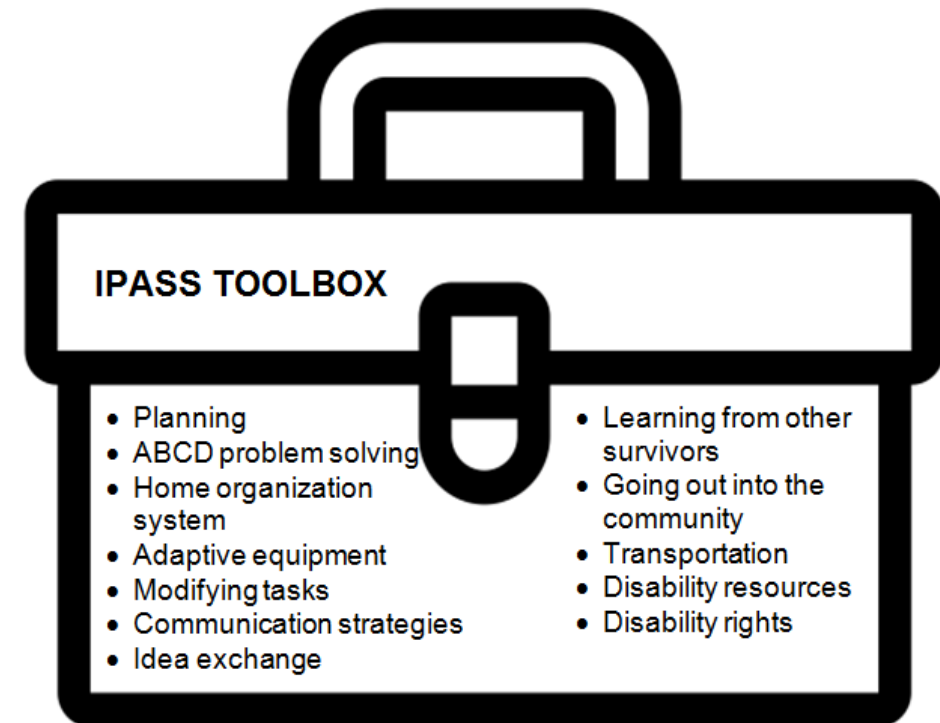 IPASS TOOLBOX
• Planning
• ABCD problem solving
• Home organization
system
• Adaptive equipment
• Modifying tasks
• Communication strategies
• Idea exchange
• Learning from other
survivors
• Going out into the
community
• Transportation
• Disability resources
• Disability rights